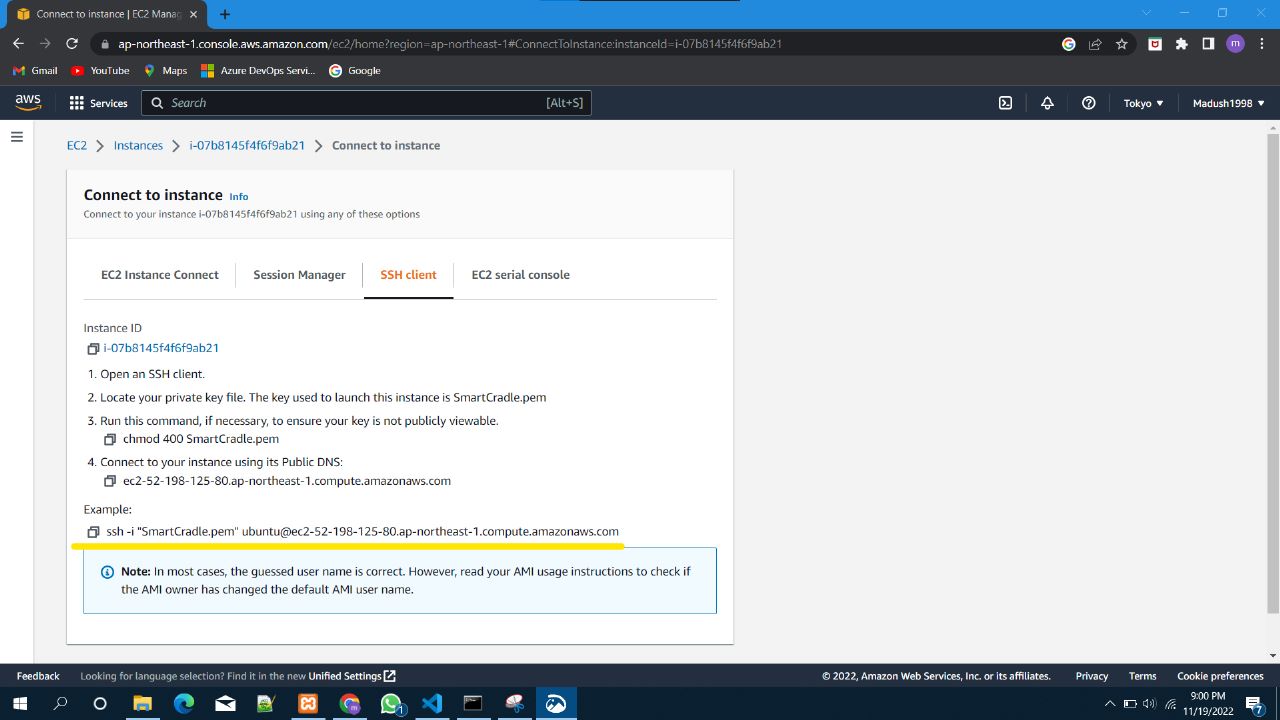 Connect to instance | EC2 Manag
ap-northeast-1.console.aws.amazon.com/ec2/home?region=ap-northeast-1#ConnectToInstance:instanceId=i-07b8145f4f6f9ab21
m
Gmail YouTube Maps Azure DevOps Servi... Google
aws Services Search [Alt+S] Tokyo ▼ Madush1998 ▼
EC2 > Instances > i-07b8145f4f6f9ab21 > Connect to instance
Connect to instance Info
Connect to your instance i-07b8145f4f6f9ab21 using any of these options
EC2 Instance Connect Session Manager SSH client EC2 serial console
Instance ID
i-07b8145f4f6f9ab21
1. Open an SSH client.
2. Locate your private key file. The key used to launch this instance is SmartCradle.pem
3. Run this command, if necessary, to ensure your key is not publicly viewable.
chmod 400 SmartCradle.pem
4. Connect to your instance using its Public DNS:
ec2-52-198-125-80.ap-northeast-1.compute.amazonaws.com
Example:
ssh -i "SmartCradle.pem" ubuntu@ec2-52-198-125-80.ap-northeast-1.compute.amazonaws.com
Note: In most cases, the guessed user name is correct. However, read your AMI usage instructions to check if
the AMI owner has changed the default AMI user name.
Feedback Looking for language selection? Find it in the new Unified Settings © 2022, Amazon Web Services, Inc. or its affiliates. Privacy Terms Cookie preferences
1 9:00 PM
11/19/2022 7